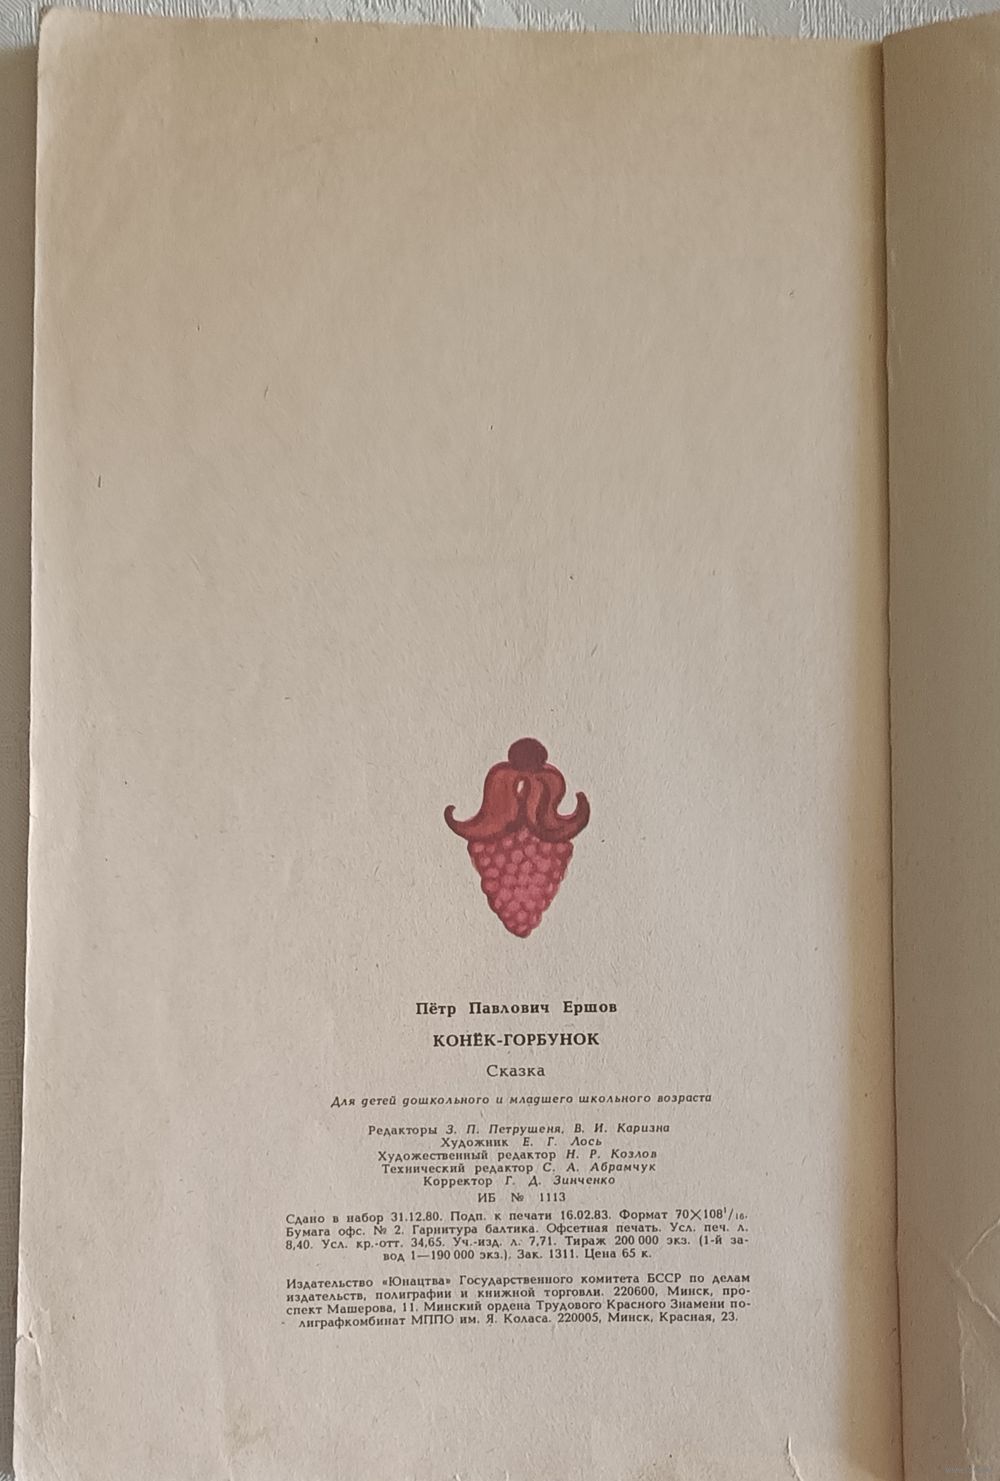 Пётр Павлович Ершов
КОНЁК-ГОРБУНОК
Сказка
Для детей дошкольного и младшего школьного возраста
Редакторы З. П. Петрушеня, В. И. Каризна
Художник Е. Г. Лось
Художественный редактор Н. Р. Козлов
Технический редактор С. А. Абрамчук
Корректор Г. Д. Зинченко
ИБ № 1113
Сдано в набор 31.12.80. Подп. к печати 16.02.83. Формат 70×108¹/₁₆.
Бумага офс. № 2. Гарнитура балтика. Офсетная печать. Усл. печ. л.
8,40. Усл. кр.-отт. 34,65. Уч.-изд. л. 7,71. Тираж 200 000 экз. (1-й за-
вод 1—190 000 экз.). Зак. 1311. Цена 65 к.
Издательство «Юнацтва» Государственного комитета БССР по делам
издательств, полиграфии и книжной торговли. 220600, Минск, про-
спект Машерова, 11. Минский ордена Трудового Красного Знамени по-
лиграфкомбинат МППО им. Я. Коласа. 220005, Минск, Красная, 23.